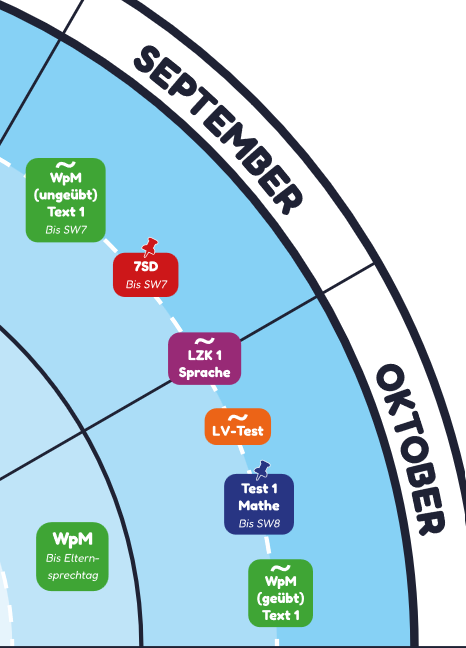 SEPTEMBER
~
WpM
(ungeübt)
Text 1
Bis SW7
7SD
Bis SW7
~
LZK 1
Sprache
OKTOBER
~
LV-Test
Test 1
Mathe
Bis SW8
WpM
Bis Eltern-
sprechtag
~
WpM
(geübt)
Text 1